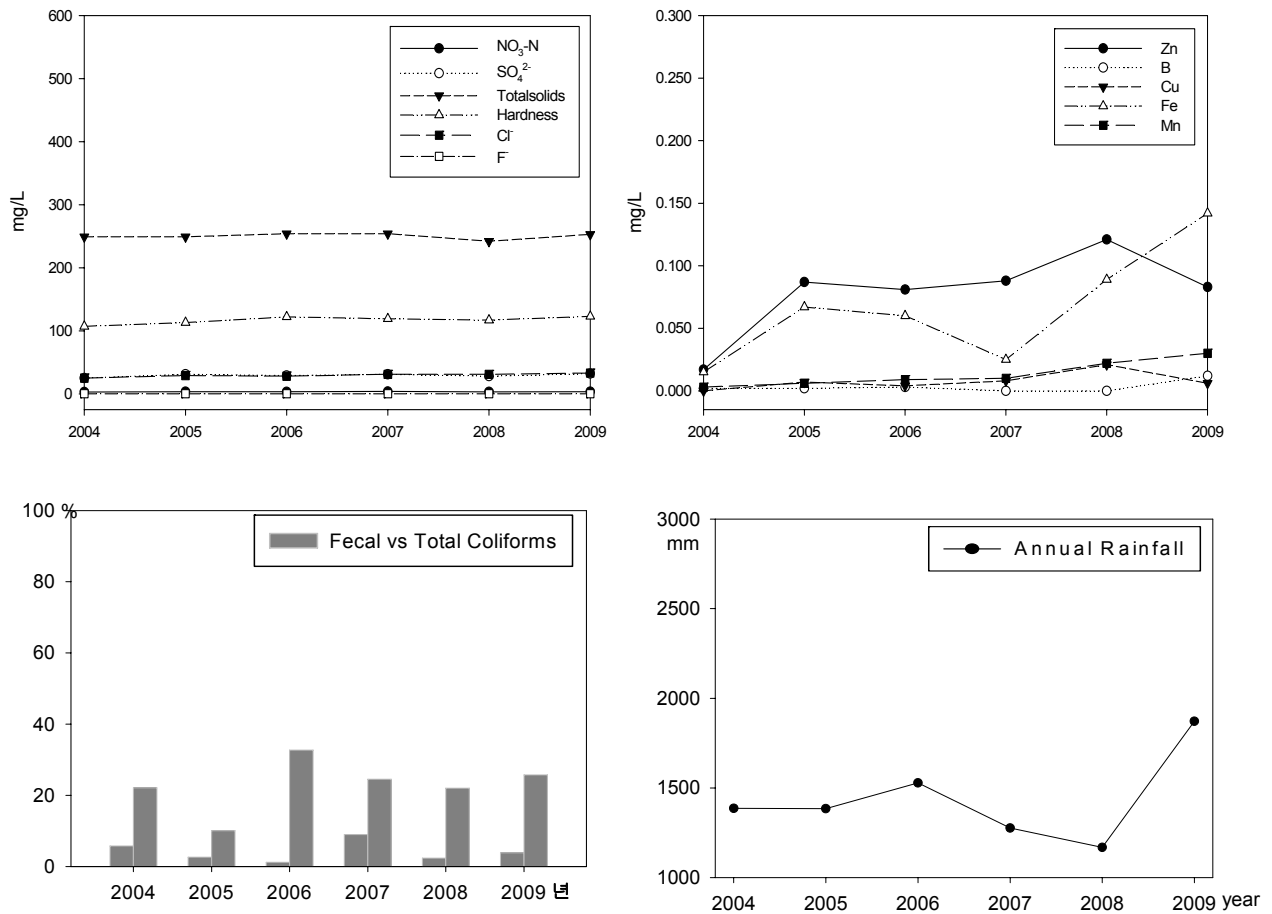 600
500
400
300
200
100
0
mg/L
NO₃-N
SO₄²⁻
Totalsolids
Hardness
Cl⁻
F⁻
2004 2005 2006 2007 2008 2009
0.300
0.250
0.200
0.150
0.100
0.050
0.000
mg/L
Zn
B
Cu
Fe
Mn
2004 2005 2006 2007 2008 2009
100 %
80
60
40
20
0
Fecal vs Total Coliforms
2004 2005 2006 2007 2008 2009 년
3000
mm
2500
2000
1500
1000
Annual Rainfall
2004 2005 2006 2007 2008 2009 year